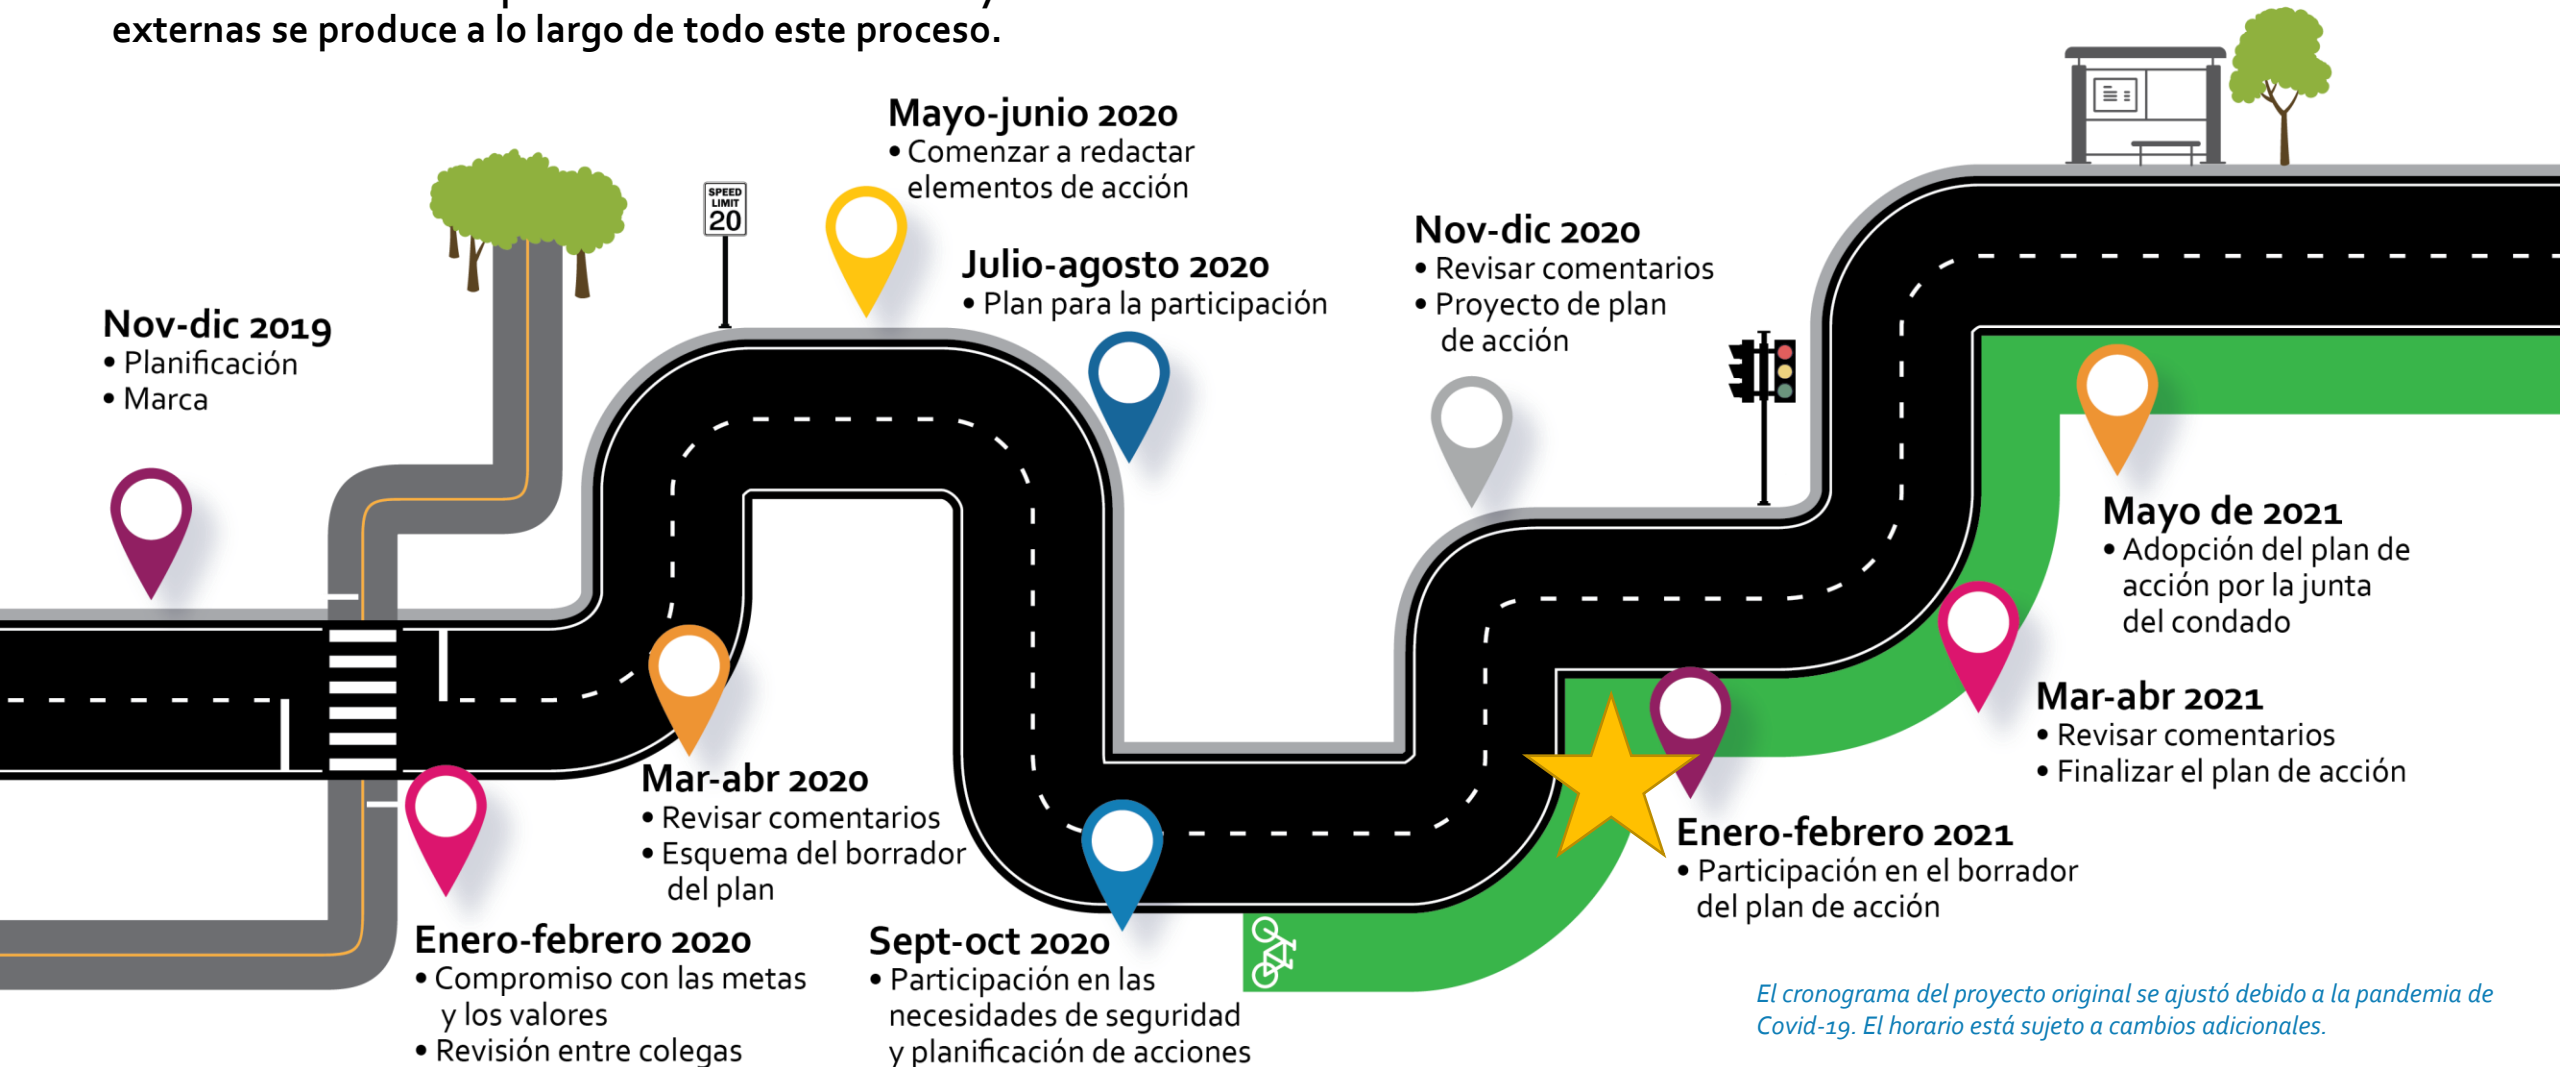 externas se produce a lo largo de todo este proceso.
Nov-dic 2019
• Planificación
• Marca
Enero-febrero 2020
• Compromiso con las metas
y los valores
• Revisión entre colegas
SPEED
LIMIT
20
Mar-abr 2020
• Revisar comentarios
• Esquema del borrador
del plan
Mayo-junio 2020
• Comenzar a redactar
elementos de acción
Julio-agosto 2020
• Plan para la participación
Sept-oct 2020
• Participación en las
necesidades de seguridad
y planificación de acciones
Nov-dic 2020
• Revisar comentarios
• Proyecto de plan
de acción
Enero-febrero 2021
• Participación en el borrador
del plan de acción
Mar-abr 2021
• Revisar comentarios
• Finalizar el plan de acción
Mayo de 2021
• Adopción del plan de
acción por la junta
del condado
El cronograma del proyecto original se ajustó debido a la pandemia de
Covid-19. El horario está sujeto a cambios adicionales.